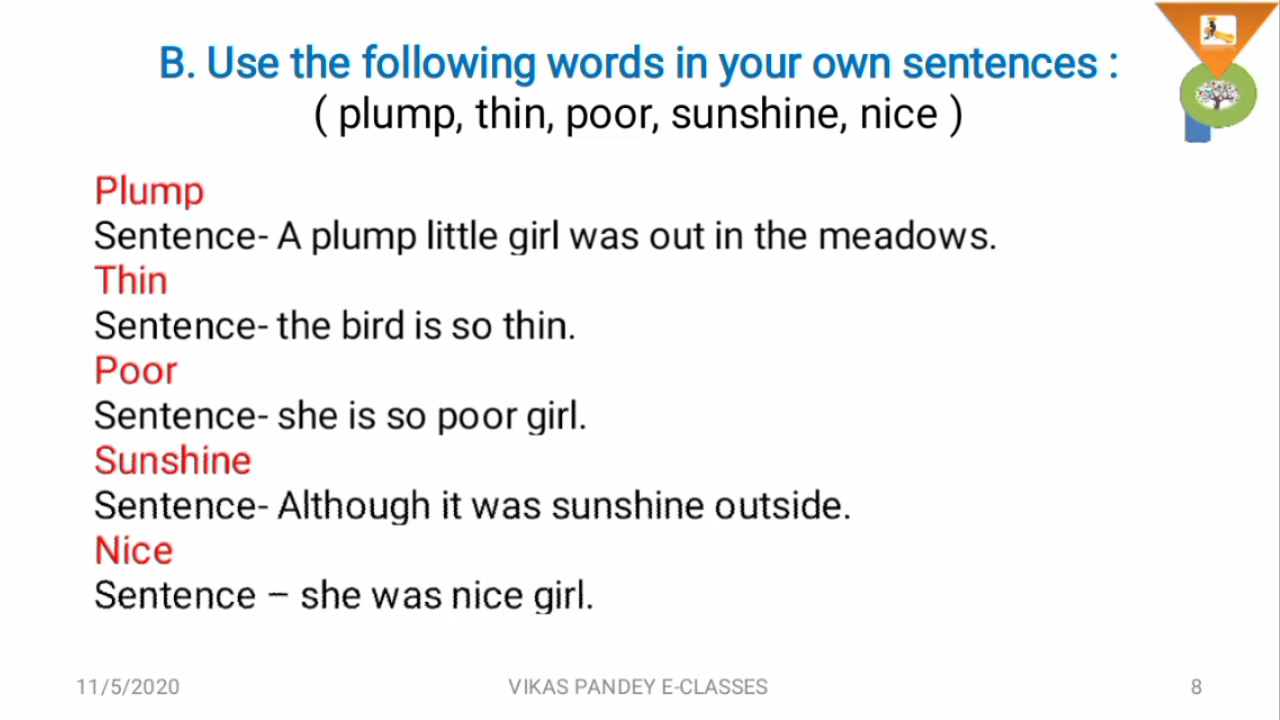 B. Use the following words in your own sentences :
( plump, thin, poor, sunshine, nice )
Plump
Sentence- A plump little girl was out in the meadows.
Thin
Sentence- the bird is so thin.
Poor
Sentence- she is so poor girl.
Sunshine
Sentence- Although it was sunshine outside.
Nice
Sentence – she was nice girl.
11/5/2020 VIKAS PANDEY E-CLASSES 8